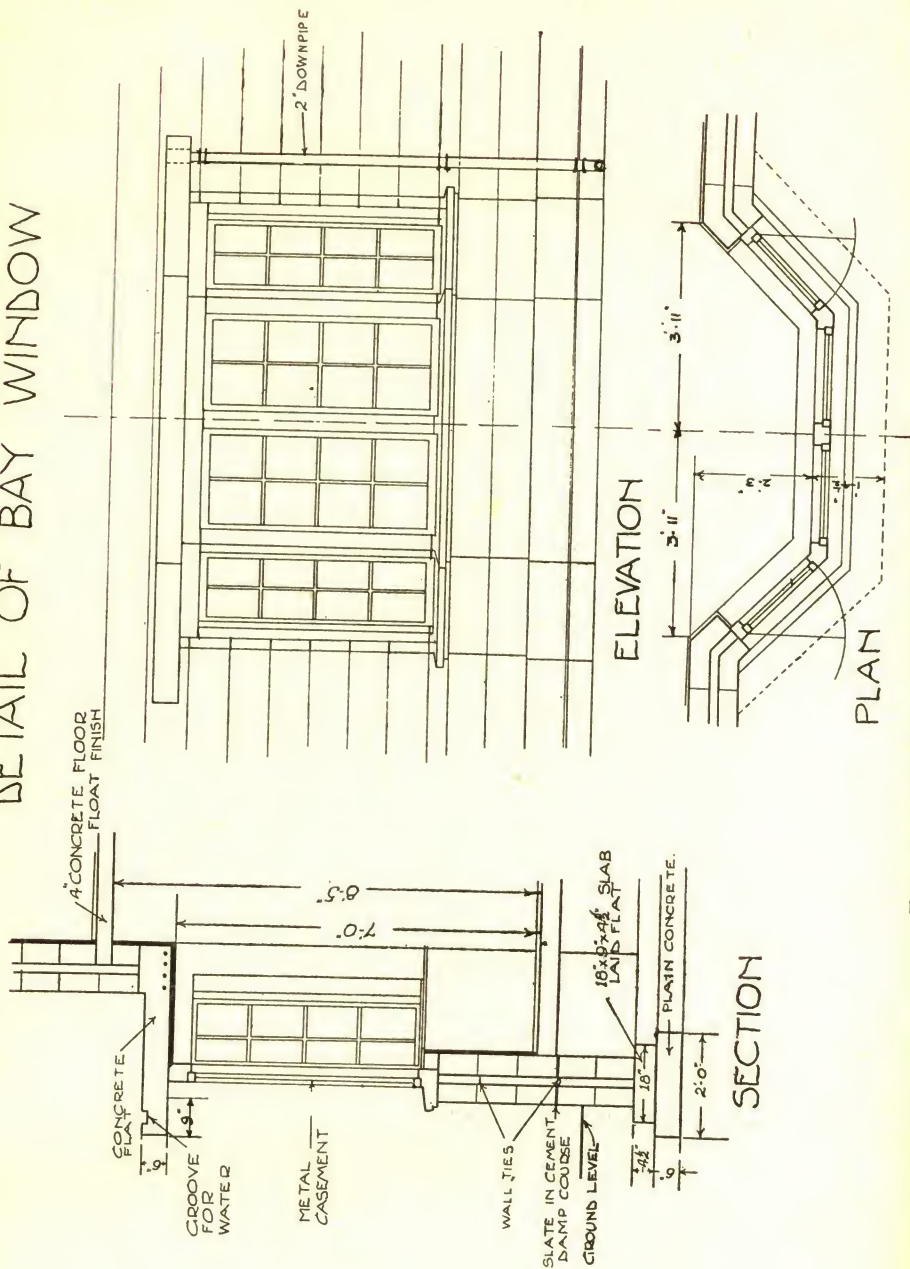 DETAIL OF BAY WINDOW
4" CONCRETE FLOOR
FLOAT FINISH
CONCRETE
FLAT
6"
GROOVE
FOR
WATER
9"
METAL
CASEMENT
7'-0"
8'-5"
WALL TIES
SLATE IN CEMENT
DAMP COURSE
GROUND LEVEL
18"x9"x4½" SLAB
LAID FLAT
4½"
18"
6"
2'-0"
PLAIN CONCRETE.
SECTION
2" DOWNPIPE
ELEVATION
3'-11"
3'-11"
2'-3"
PLAN